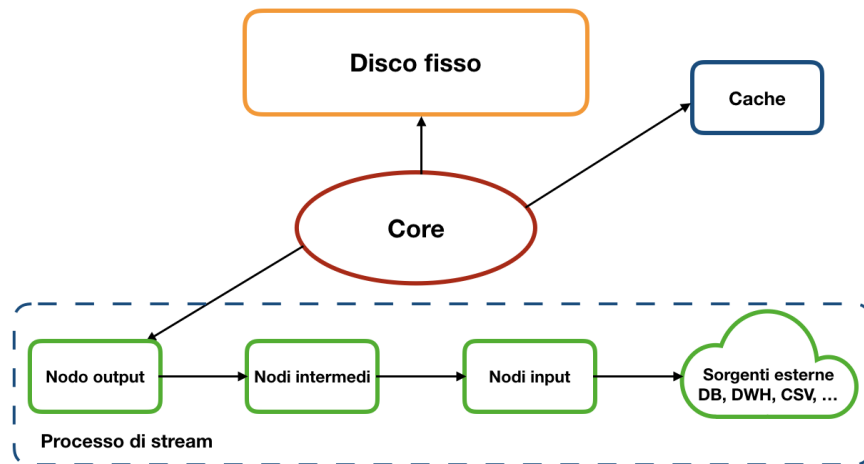 Disco fisso
Cache
Core
Nodo output
Nodi intermedi
Nodi input
Sorgenti esterne
DB, DWH, CSV, ...
Processo di stream